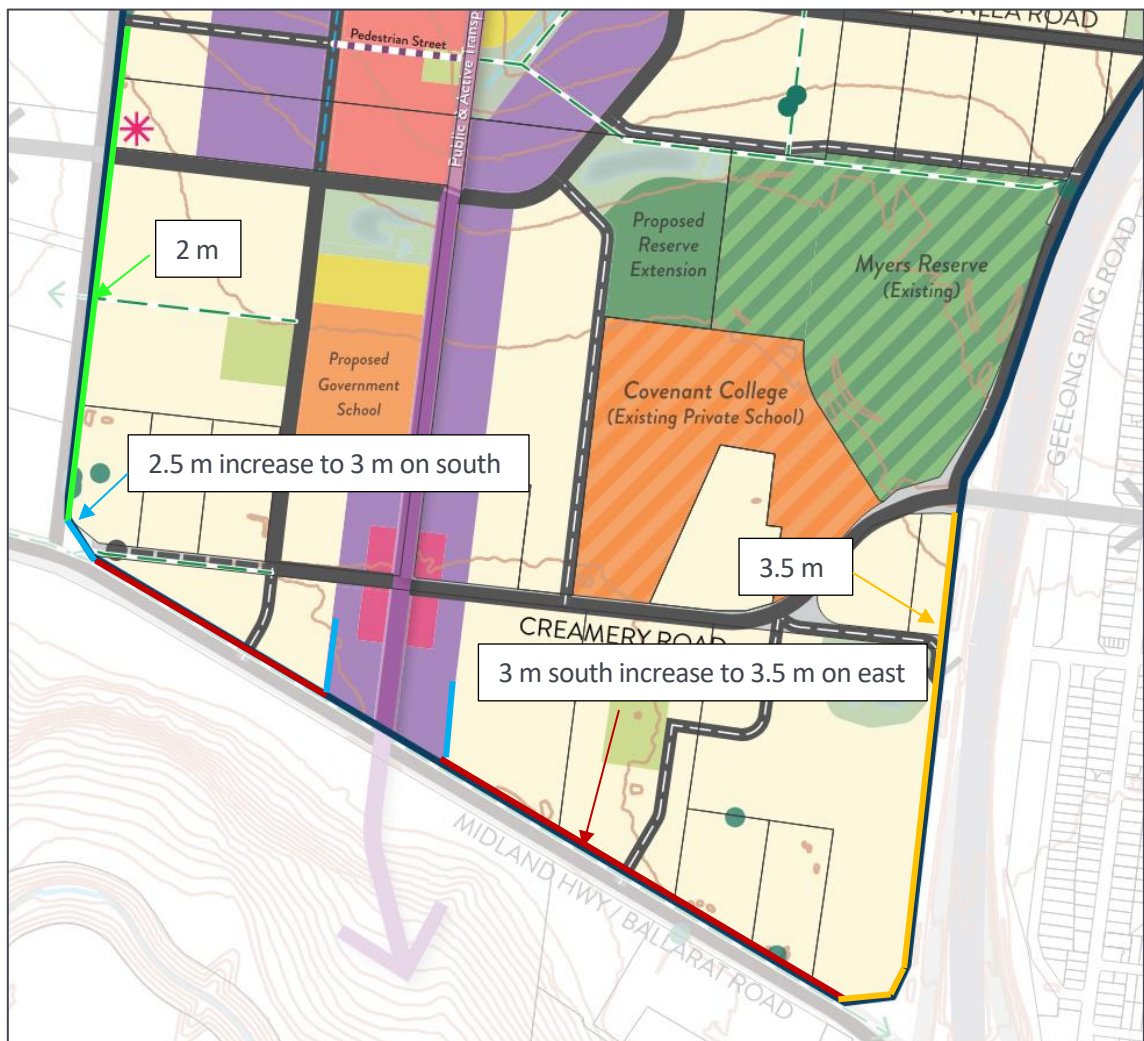 Pedestrian Street
Public & Active Transp
ROAD
2 m
Proposed
Reserve
Extension
Myers Reserve
(Existing)
GEELONG RING ROAD
Proposed
Government
School
Covenant College
(Existing Private School)
2.5 m increase to 3 m on south
3.5 m
CREAMERY ROAD
3 m south increase to 3.5 m on east
MIDLAND HWY / BALLARAT ROAD